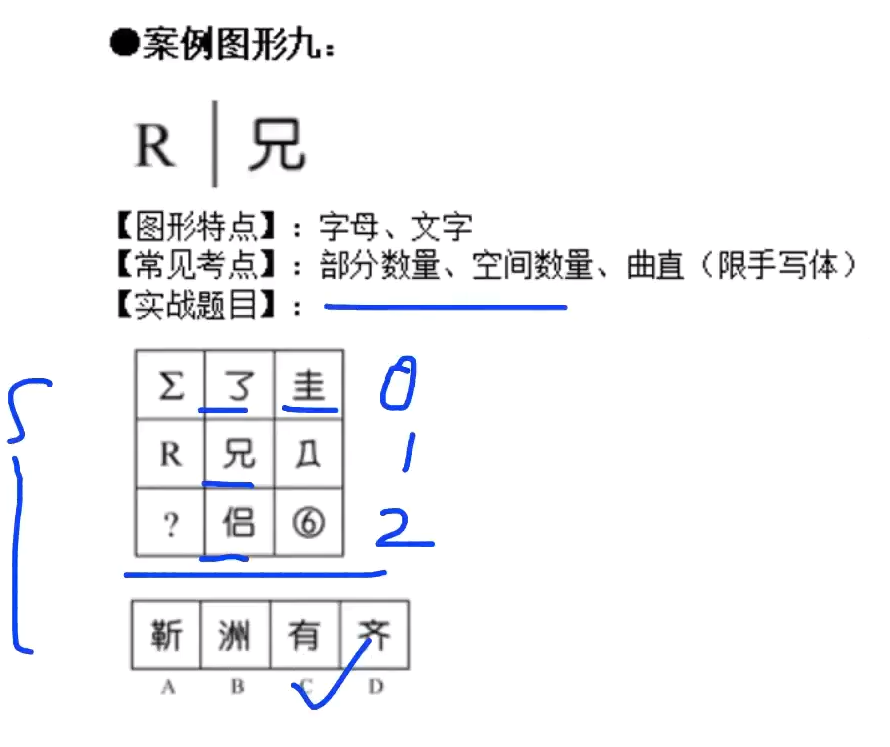 ●案例图形九：
R | 兄
【图形特点】：字母、文字
【常见考点】：部分数量、空间数量、曲直（限手写体）
【实战题目】：
Σ 了 圭 0
R 兄 Д 1
? 侣 ⑥ 2
靳 洲 有 齐
A B C D